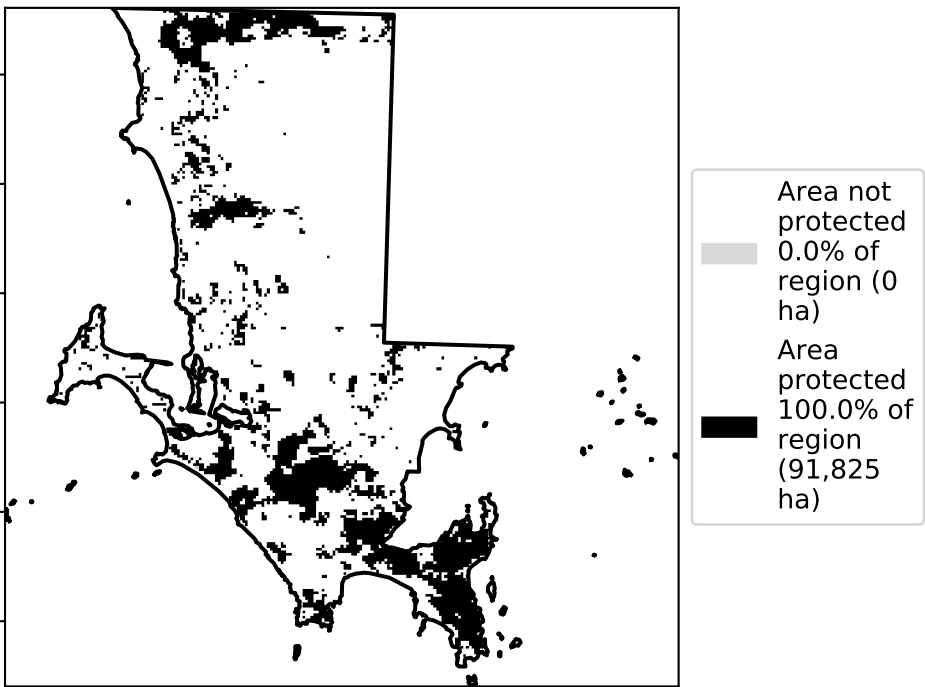 Area not
protected
0.0% of
region (0
ha)
Area
protected
100.0% of
region
(91,825
ha)